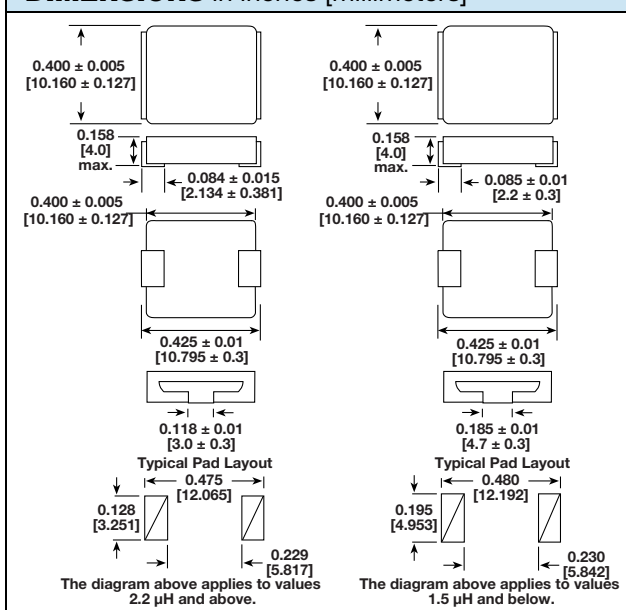 Dimensions in inches [millimeters]
0.400 ± 0.005
[10.160 ± 0.127]
0.158
[4.0]
max.
0.084 ± 0.015
[2.134 ± 0.381]
0.400 ± 0.005
[10.160 ± 0.127]
0.425 ± 0.01
[10.795 ± 0.3]
0.118 ± 0.01
[3.0 ± 0.3]
Typical Pad Layout
0.475
[12.065]
0.128
[3.251]
0.229
[5.817]
The diagram above applies to values
2.2 µH and above.
0.400 ± 0.005
[10.160 ± 0.127]
0.158
[4.0]
max.
0.085 ± 0.01
[2.2 ± 0.3]
0.400 ± 0.005
[10.160 ± 0.127]
0.425 ± 0.01
[10.795 ± 0.3]
0.185 ± 0.01
[4.7 ± 0.3]
Typical Pad Layout
0.480
[12.192]
0.195
[4.953]
0.230
[5.842]
The diagram above applies to values
1.5 µH and below.